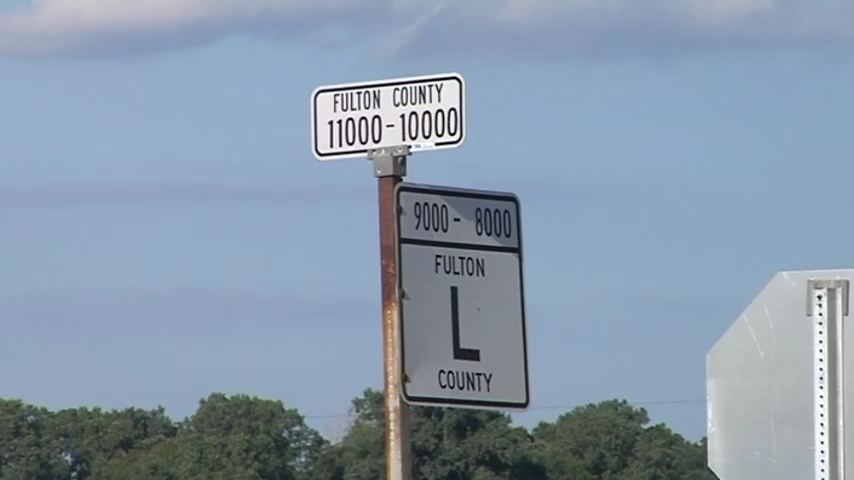 FULTON COUNTY
11000-10000
9000- 8000
FULTON
L
COUNTY